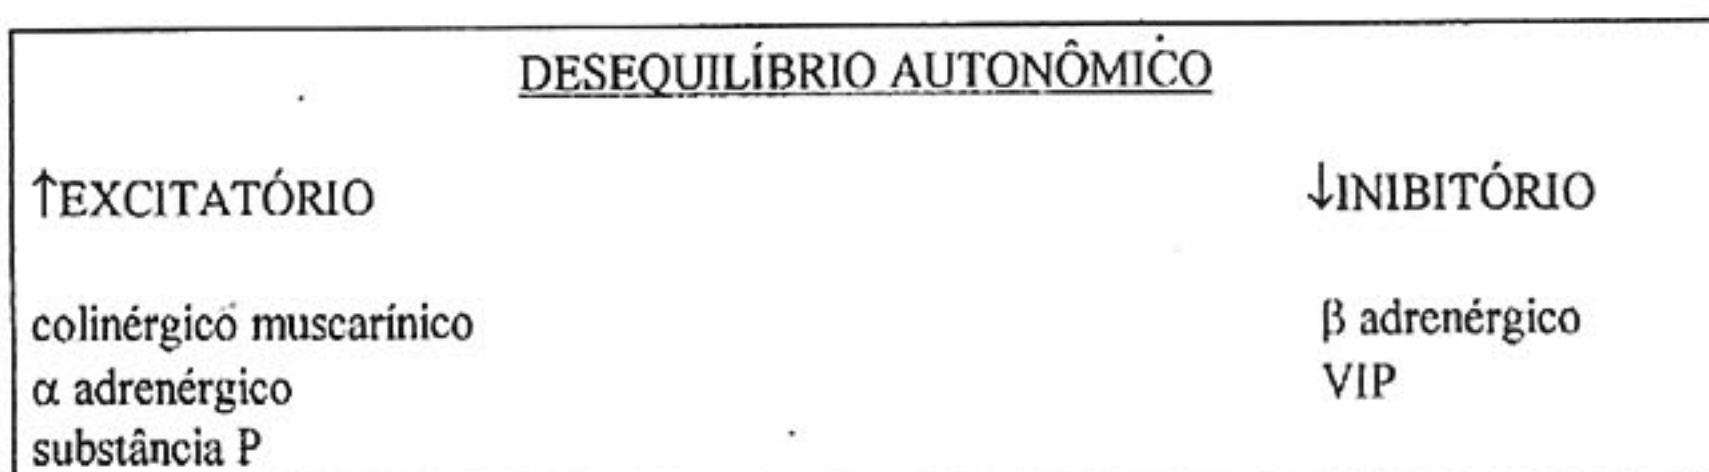 DESEQUILÍBRIO AUTONÔMICO
↑EXCITATÓRIO ↓INIBITÓRIO
colinérgico muscarínico β adrenérgico
α adrenérgico VIP
substância P